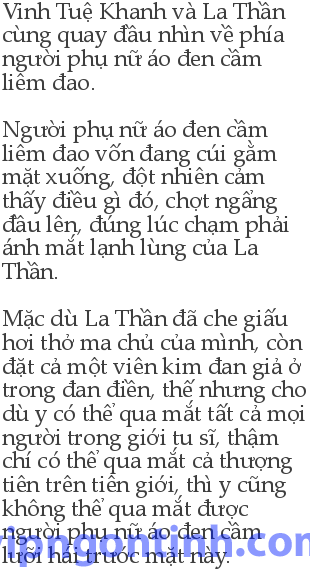 Vinh Tuệ Khanh và La Thần
cùng quay đầu nhìn về phía
người phụ nữ áo đen cầm
liêm đao.
Người phụ nữ áo đen cầm
liêm đao vốn đang cúi gằm
mặt xuống, đột nhiên cảm
thấy điều gì đó, chợt ngẩng
đầu lên, đúng lúc chạm phải
ánh mắt lạnh lùng của La
Thần.
Mặc dù La Thần đã che giấu
hơi thở ma chủ của mình, còn
đặt cả một viên kim đan giả ở
trong đan điền, thế nhưng cho
dù y có thể qua mắt tất cả mọi
người trong giới tu sĩ, thậm
chí có thể qua mắt cả thượng
tiên trên tiên giới, thì y cũng
không thể qua mắt được
người phụ nữ áo đen cầm
lưỡi hái trước mặt này.
vipngontinh.com